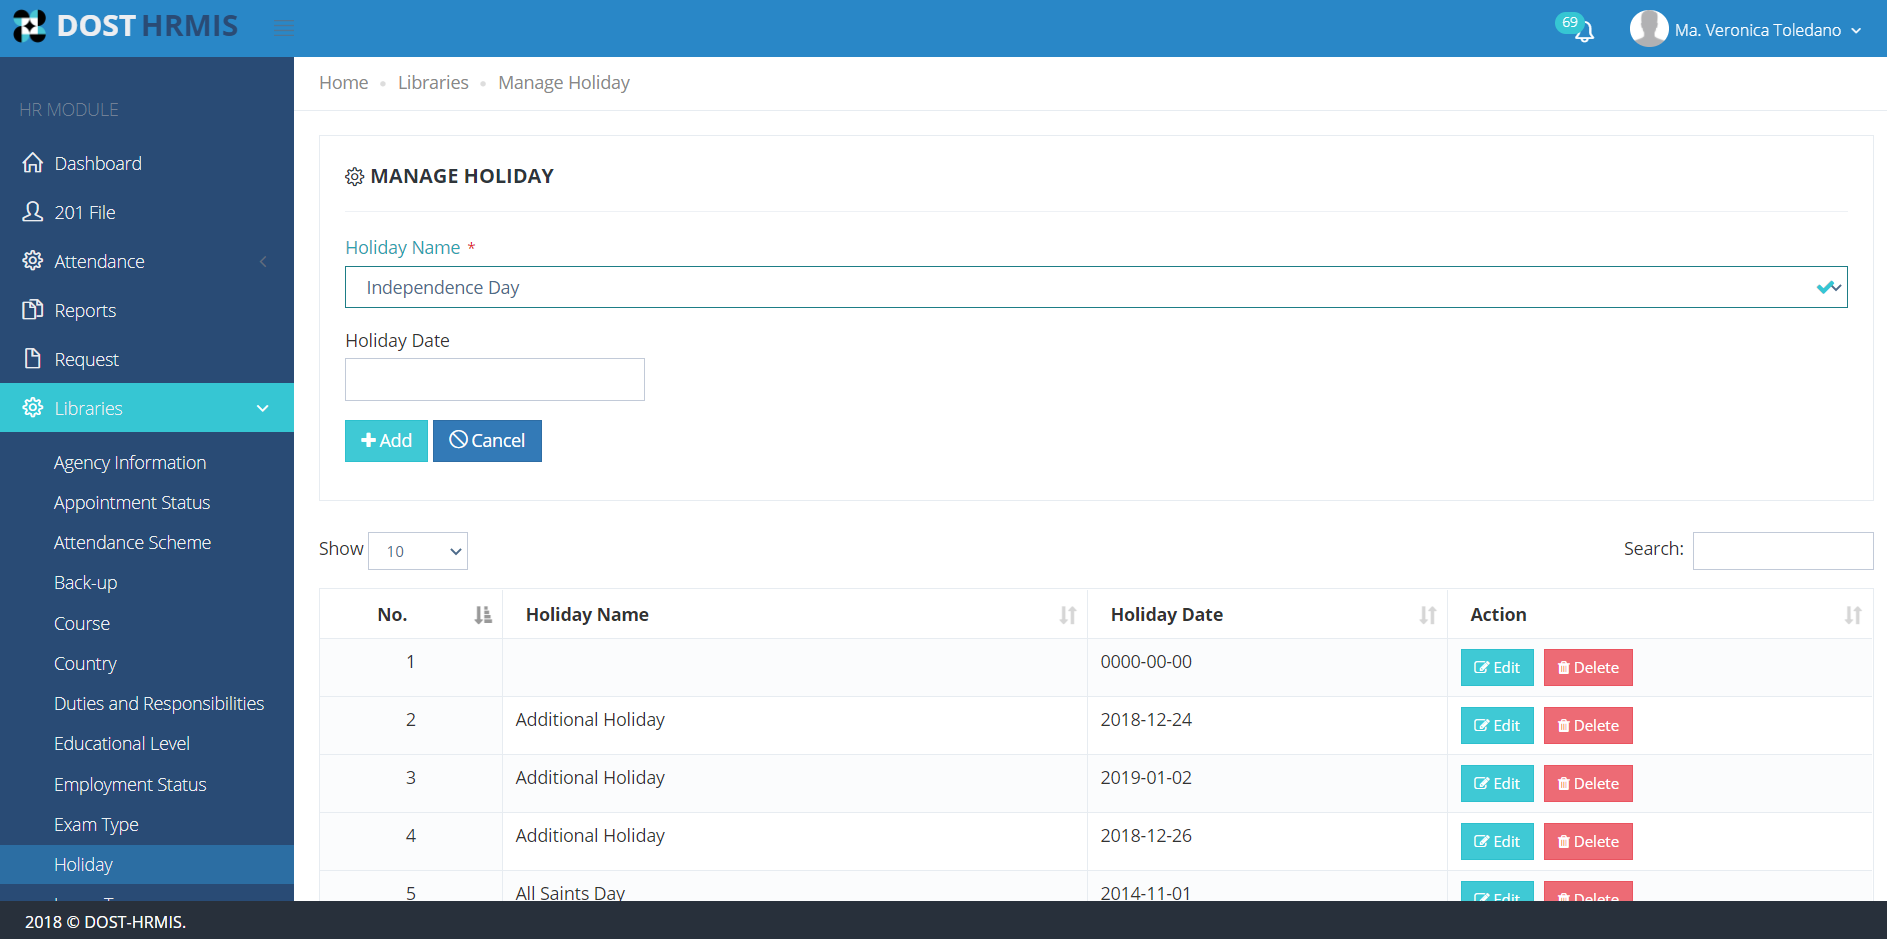 DOST HRMIS
69
Ma. Veronica Toledano
HR MODULE
Dashboard
201 File
Attendance
Reports
Request
Libraries
Agency Information
Appointment Status
Attendance Scheme
Back-up
Course
Country
Duties and Responsibilities
Educational Level
Employment Status
Exam Type
Holiday
Home • Libraries • Manage Holiday
MANAGE HOLIDAY
Holiday Name *
Independence Day
Holiday Date
Add Cancel
Show 10
Search:
No. Holiday Name Holiday Date Action
1 0000-00-00 Edit Delete
2 Additional Holiday 2018-12-24 Edit Delete
3 Additional Holiday 2019-01-02 Edit Delete
4 Additional Holiday 2018-12-26 Edit Delete
5 All Saints Day 2014-11-01 Edit Delete
2018 © DOST-HRMIS.